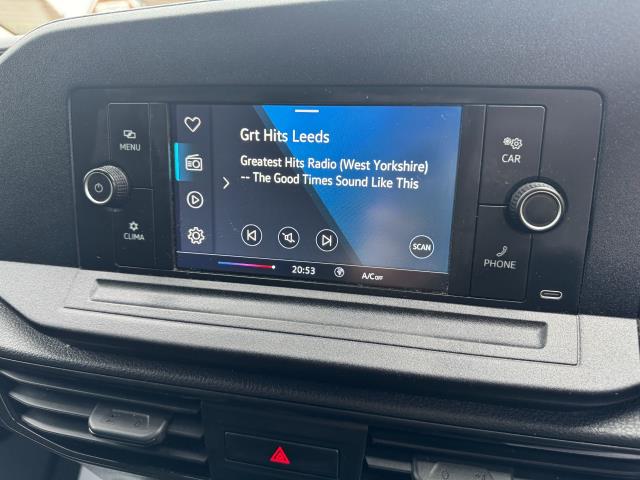 MENU
CLIMA
Grt Hits Leeds
Greatest Hits Radio (West Yorkshire)
-- The Good Times Sound Like This
SCAN
20:53
A/C OFF
CAR
PHONE